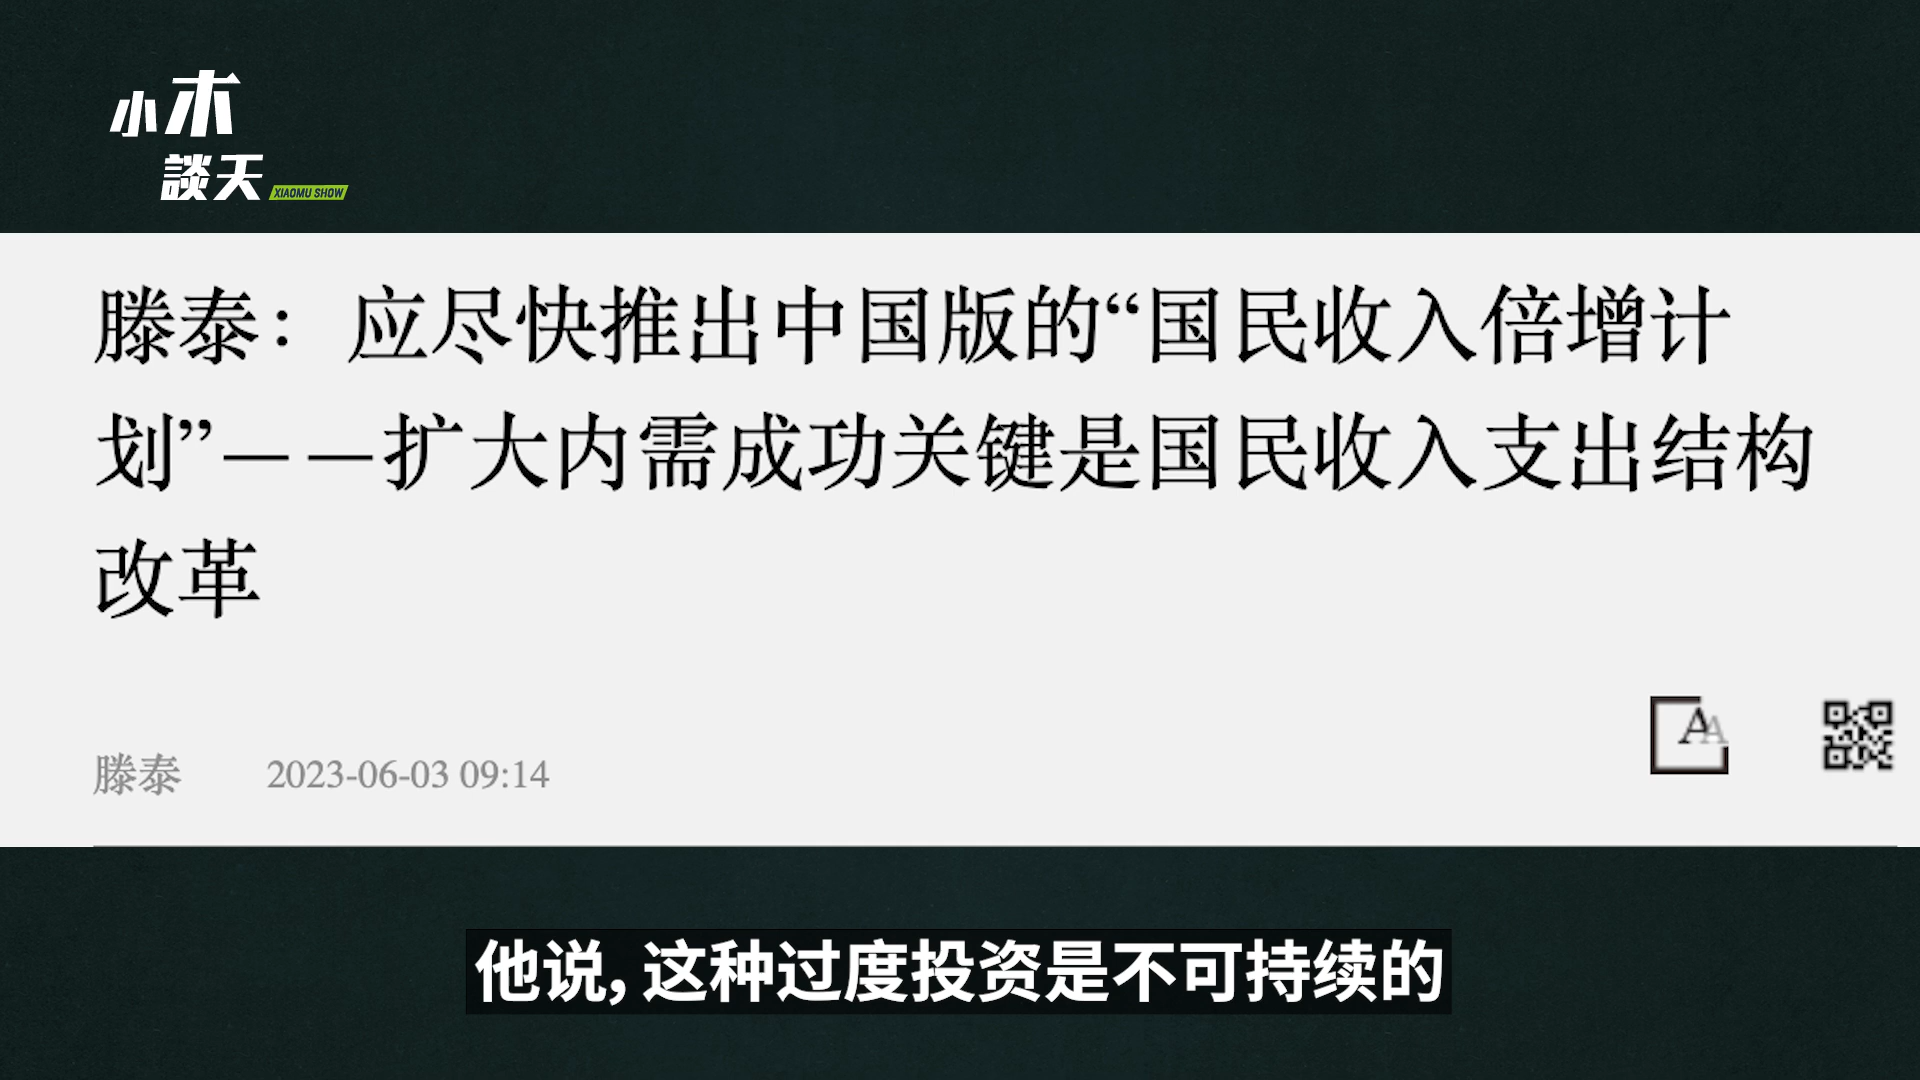 小木
談天 XIAOMU SHOW
滕泰：应尽快推出中国版的“国民收入倍增计
划”——扩大内需成功关键是国民收入支出结构
改革
滕泰 2023-06-03 09:14
AA
他说，这种过度投资是不可持续的